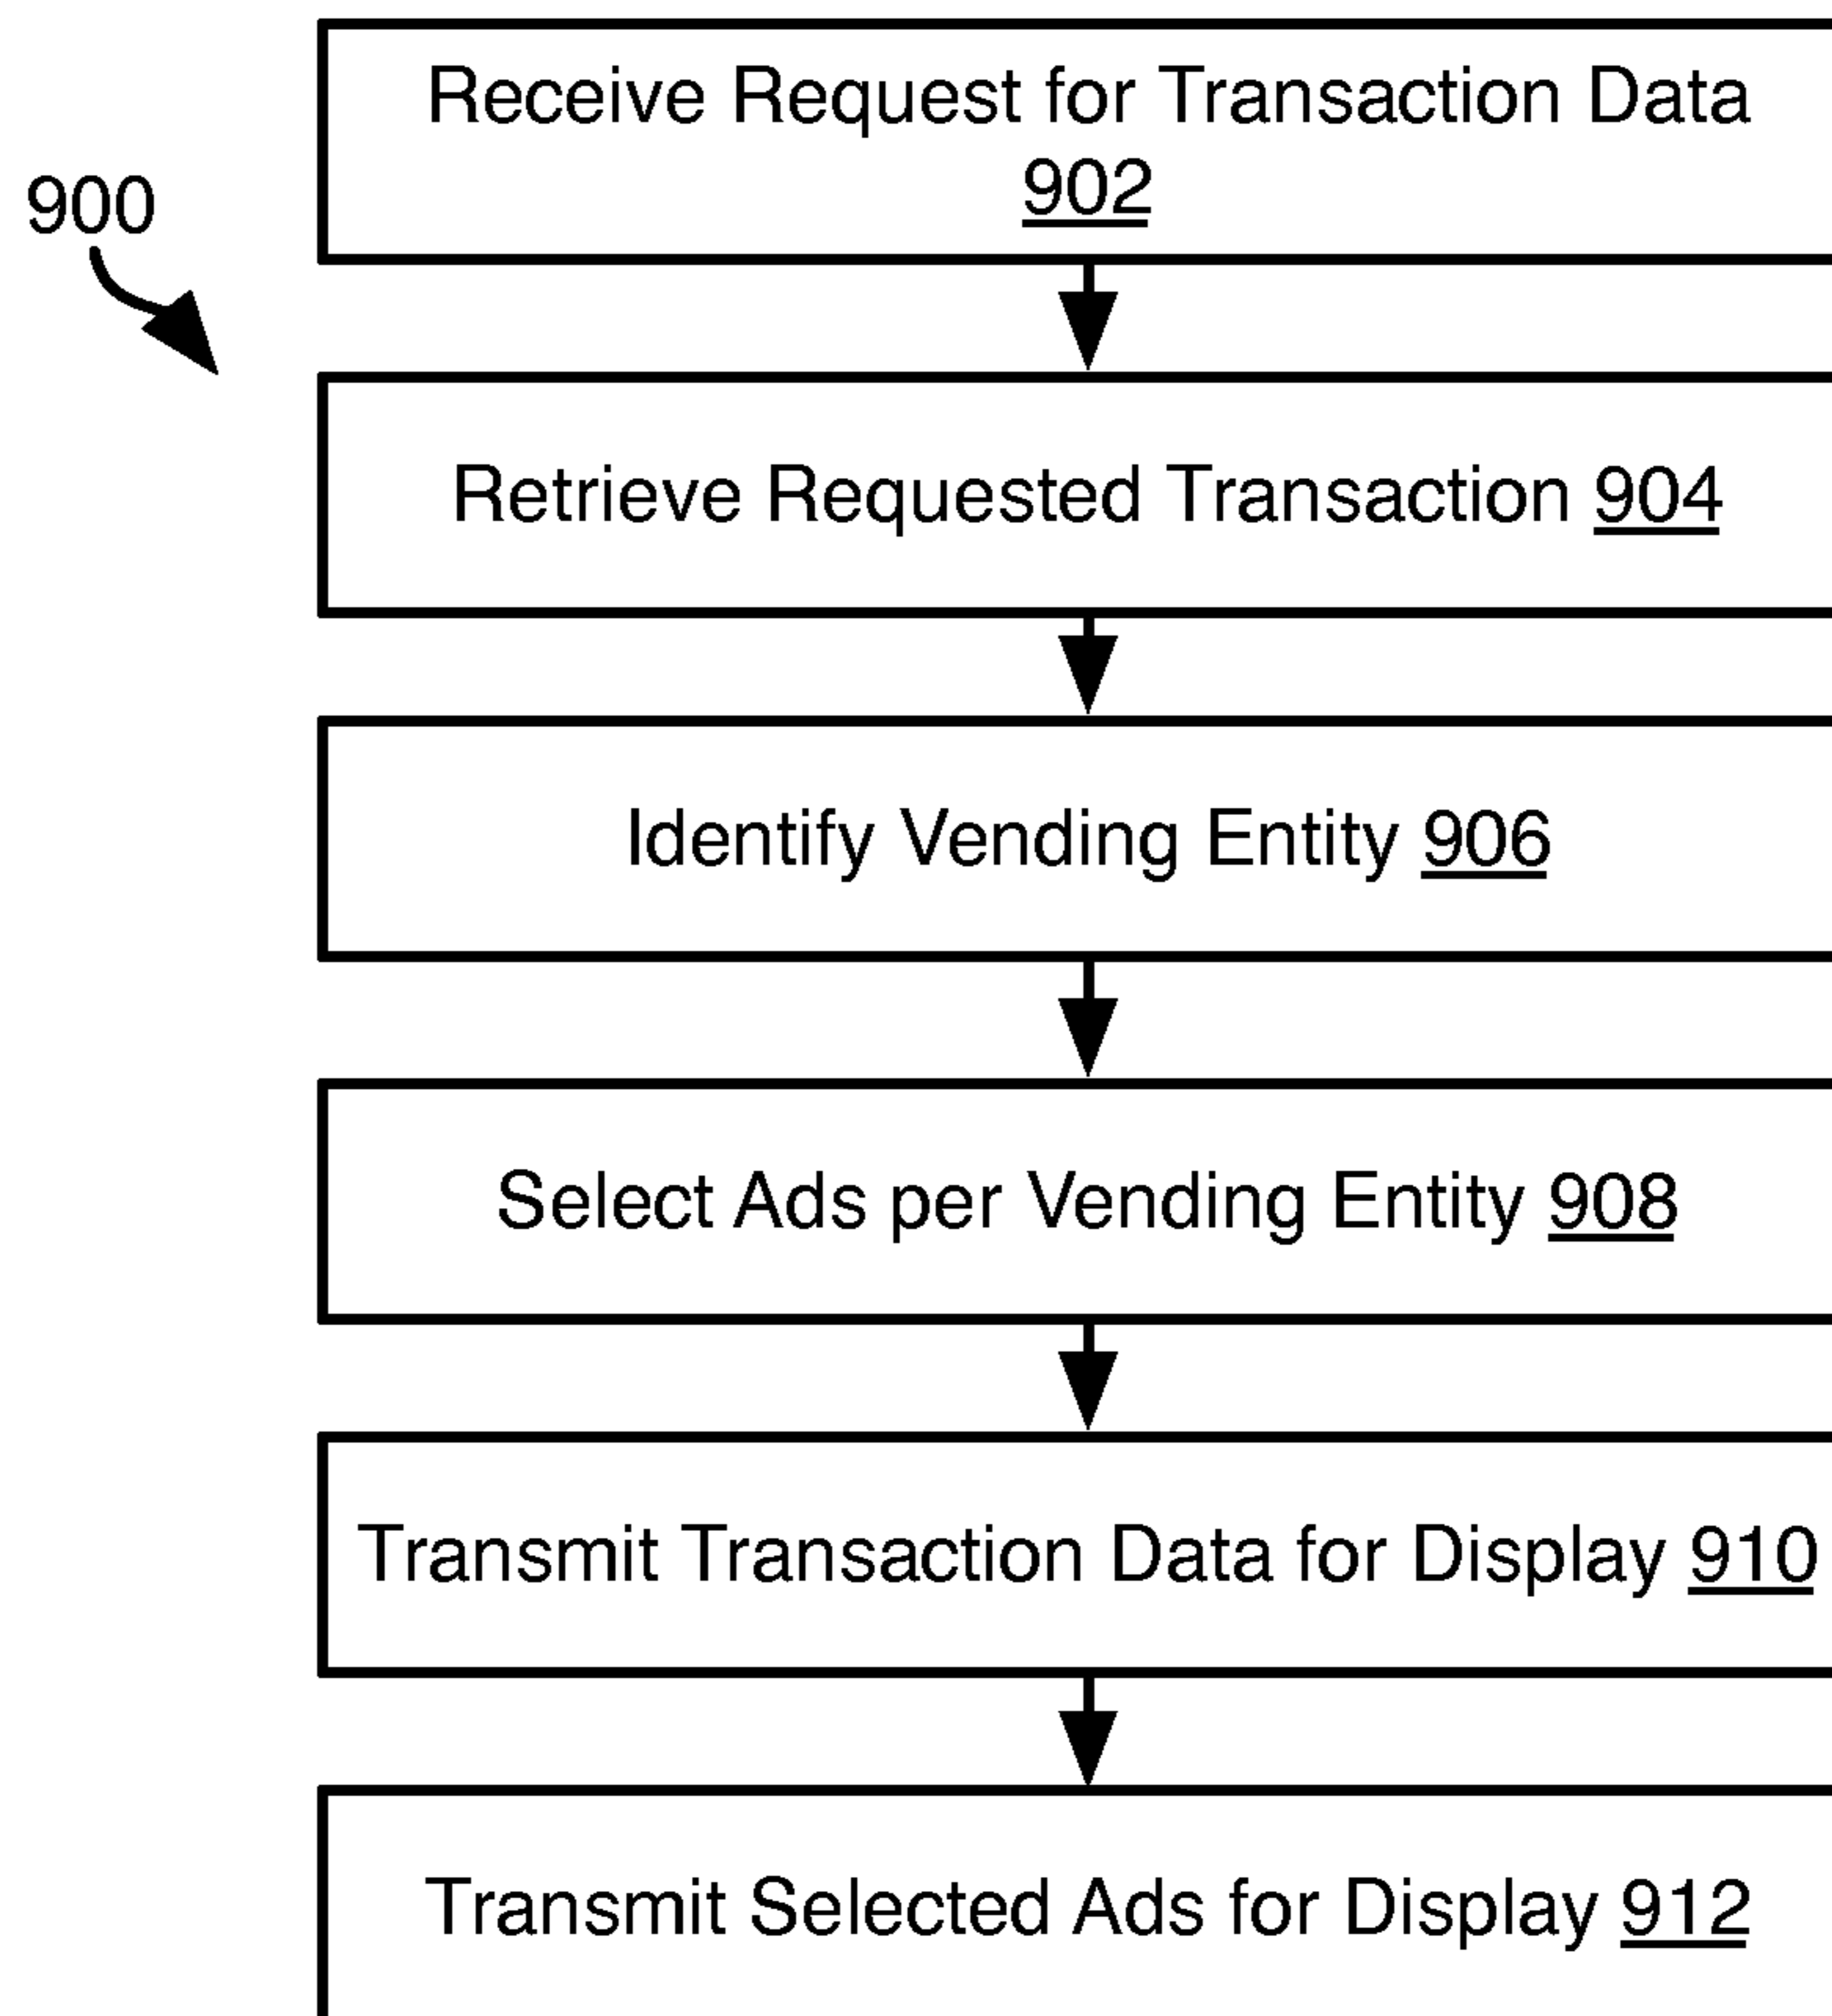 Receive Request for Transaction Data
902
900
Retrieve Requested Transaction 904
Identify Vending Entity 906
Select Ads per Vending Entity 908
Transmit Transaction Data for Display 910
Transmit Selected Ads for Display 912